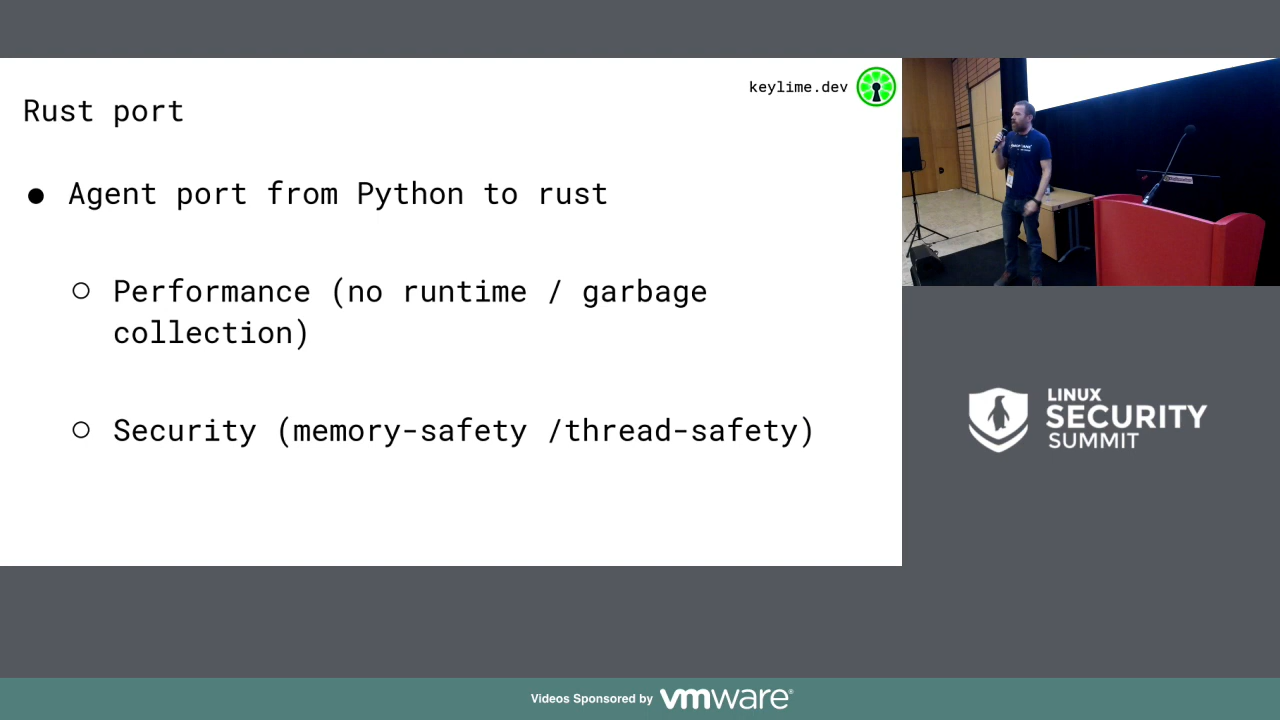 keylime.dev
Rust port
● Agent port from Python to rust
○ Performance (no runtime / garbage
collection)
○ Security (memory-safety /thread-safety)
LINUX
SECURITY
SUMMIT
Videos Sponsored by vmware®